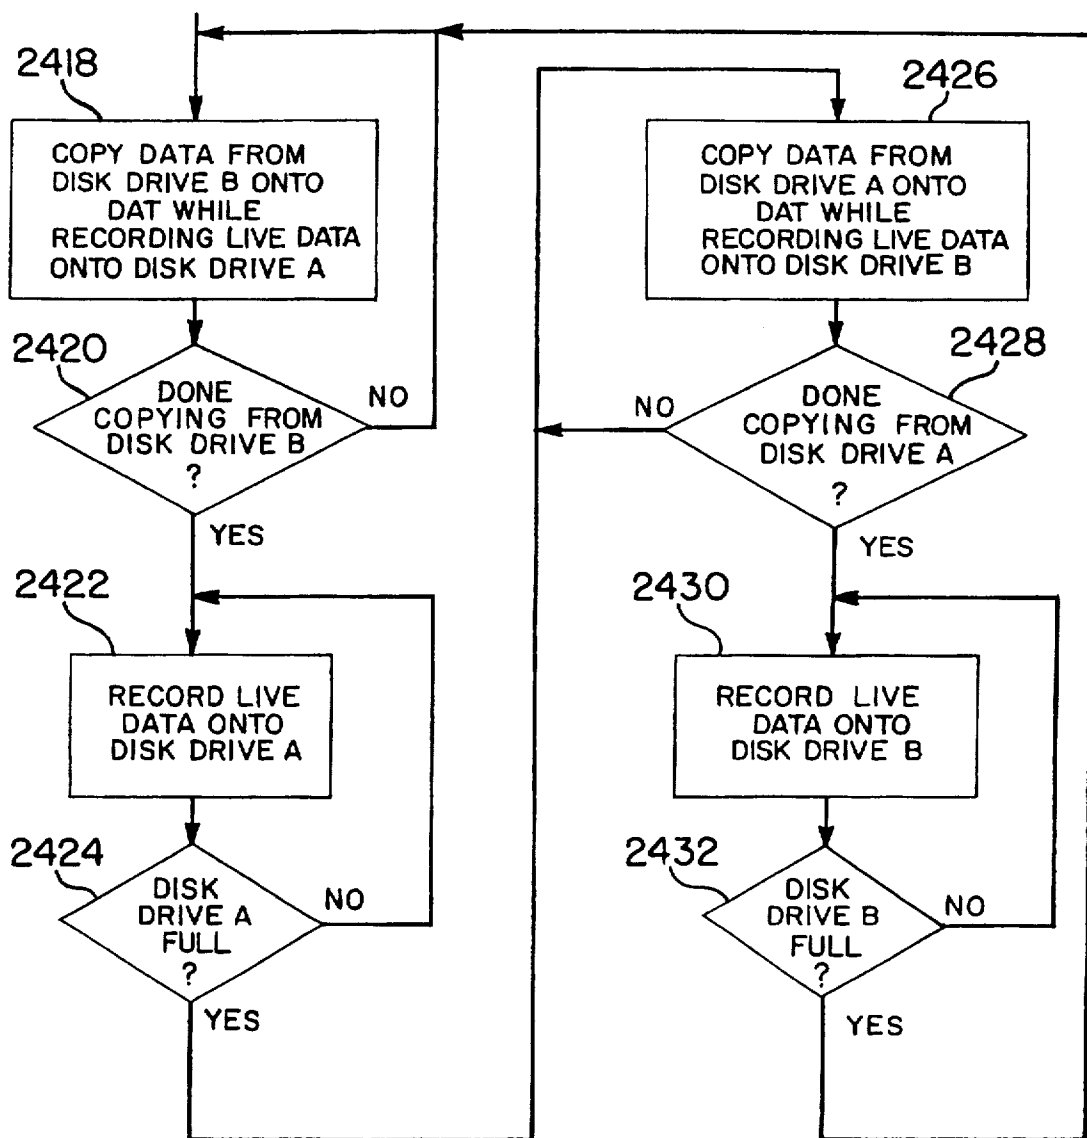 2418
COPY DATA FROM
DISK DRIVE B ONTO
DAT WHILE
RECORDING LIVE DATA
ONTO DISK DRIVE A
2420
DONE
COPYING FROM
DISK DRIVE B
?
NO
YES
2422
RECORD LIVE
DATA ONTO
DISK DRIVE A
2424
DISK
DRIVE A
FULL
?
NO
YES
2426
COPY DATA FROM
DISK DRIVE A ONTO
DAT WHILE
RECORDING LIVE DATA
ONTO DISK DRIVE B
2428
DONE
COPYING FROM
DISK DRIVE A
?
NO
YES
2430
RECORD LIVE
DATA ONTO
DISK DRIVE B
2432
DISK
DRIVE B
FULL
?
NO
YES